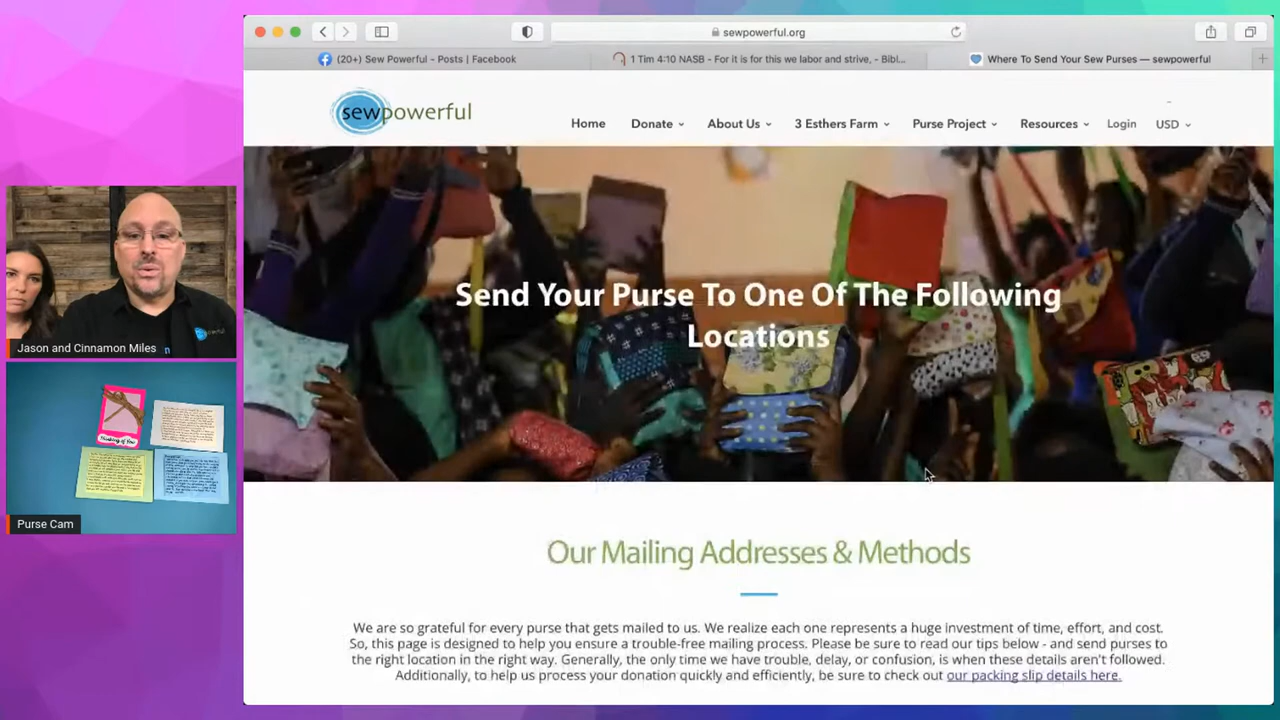 sewpowerful.org
(20+) Sew Powerful - Posts | Facebook
1 Tim 4:10 NASB - For it is for this we labor and strive, - Bibl...
Where To Send Your Sew Purses — sewpowerful
sewpowerful
Home
Donate
About Us
3 Esthers Farm
Purse Project
Resources
Login
USD
Send Your Purse To One Of The Following
Locations
Jason and Cinnamon Miles
Thinking of You
Purse Cam
Our Mailing Addresses & Methods
We are so grateful for every purse that gets mailed to us. We realize each one represents a huge investment of time, effort, and cost.
So, this page is designed to help you ensure a trouble-free mailing process. Please be sure to read our tips below - and send purses to
the right location in the right way. Generally, the only time we have trouble, delay, or confusion, is when these details aren't followed.
Additionally, to help us process your donation quickly and efficiently, be sure to check out our packing slip details here.